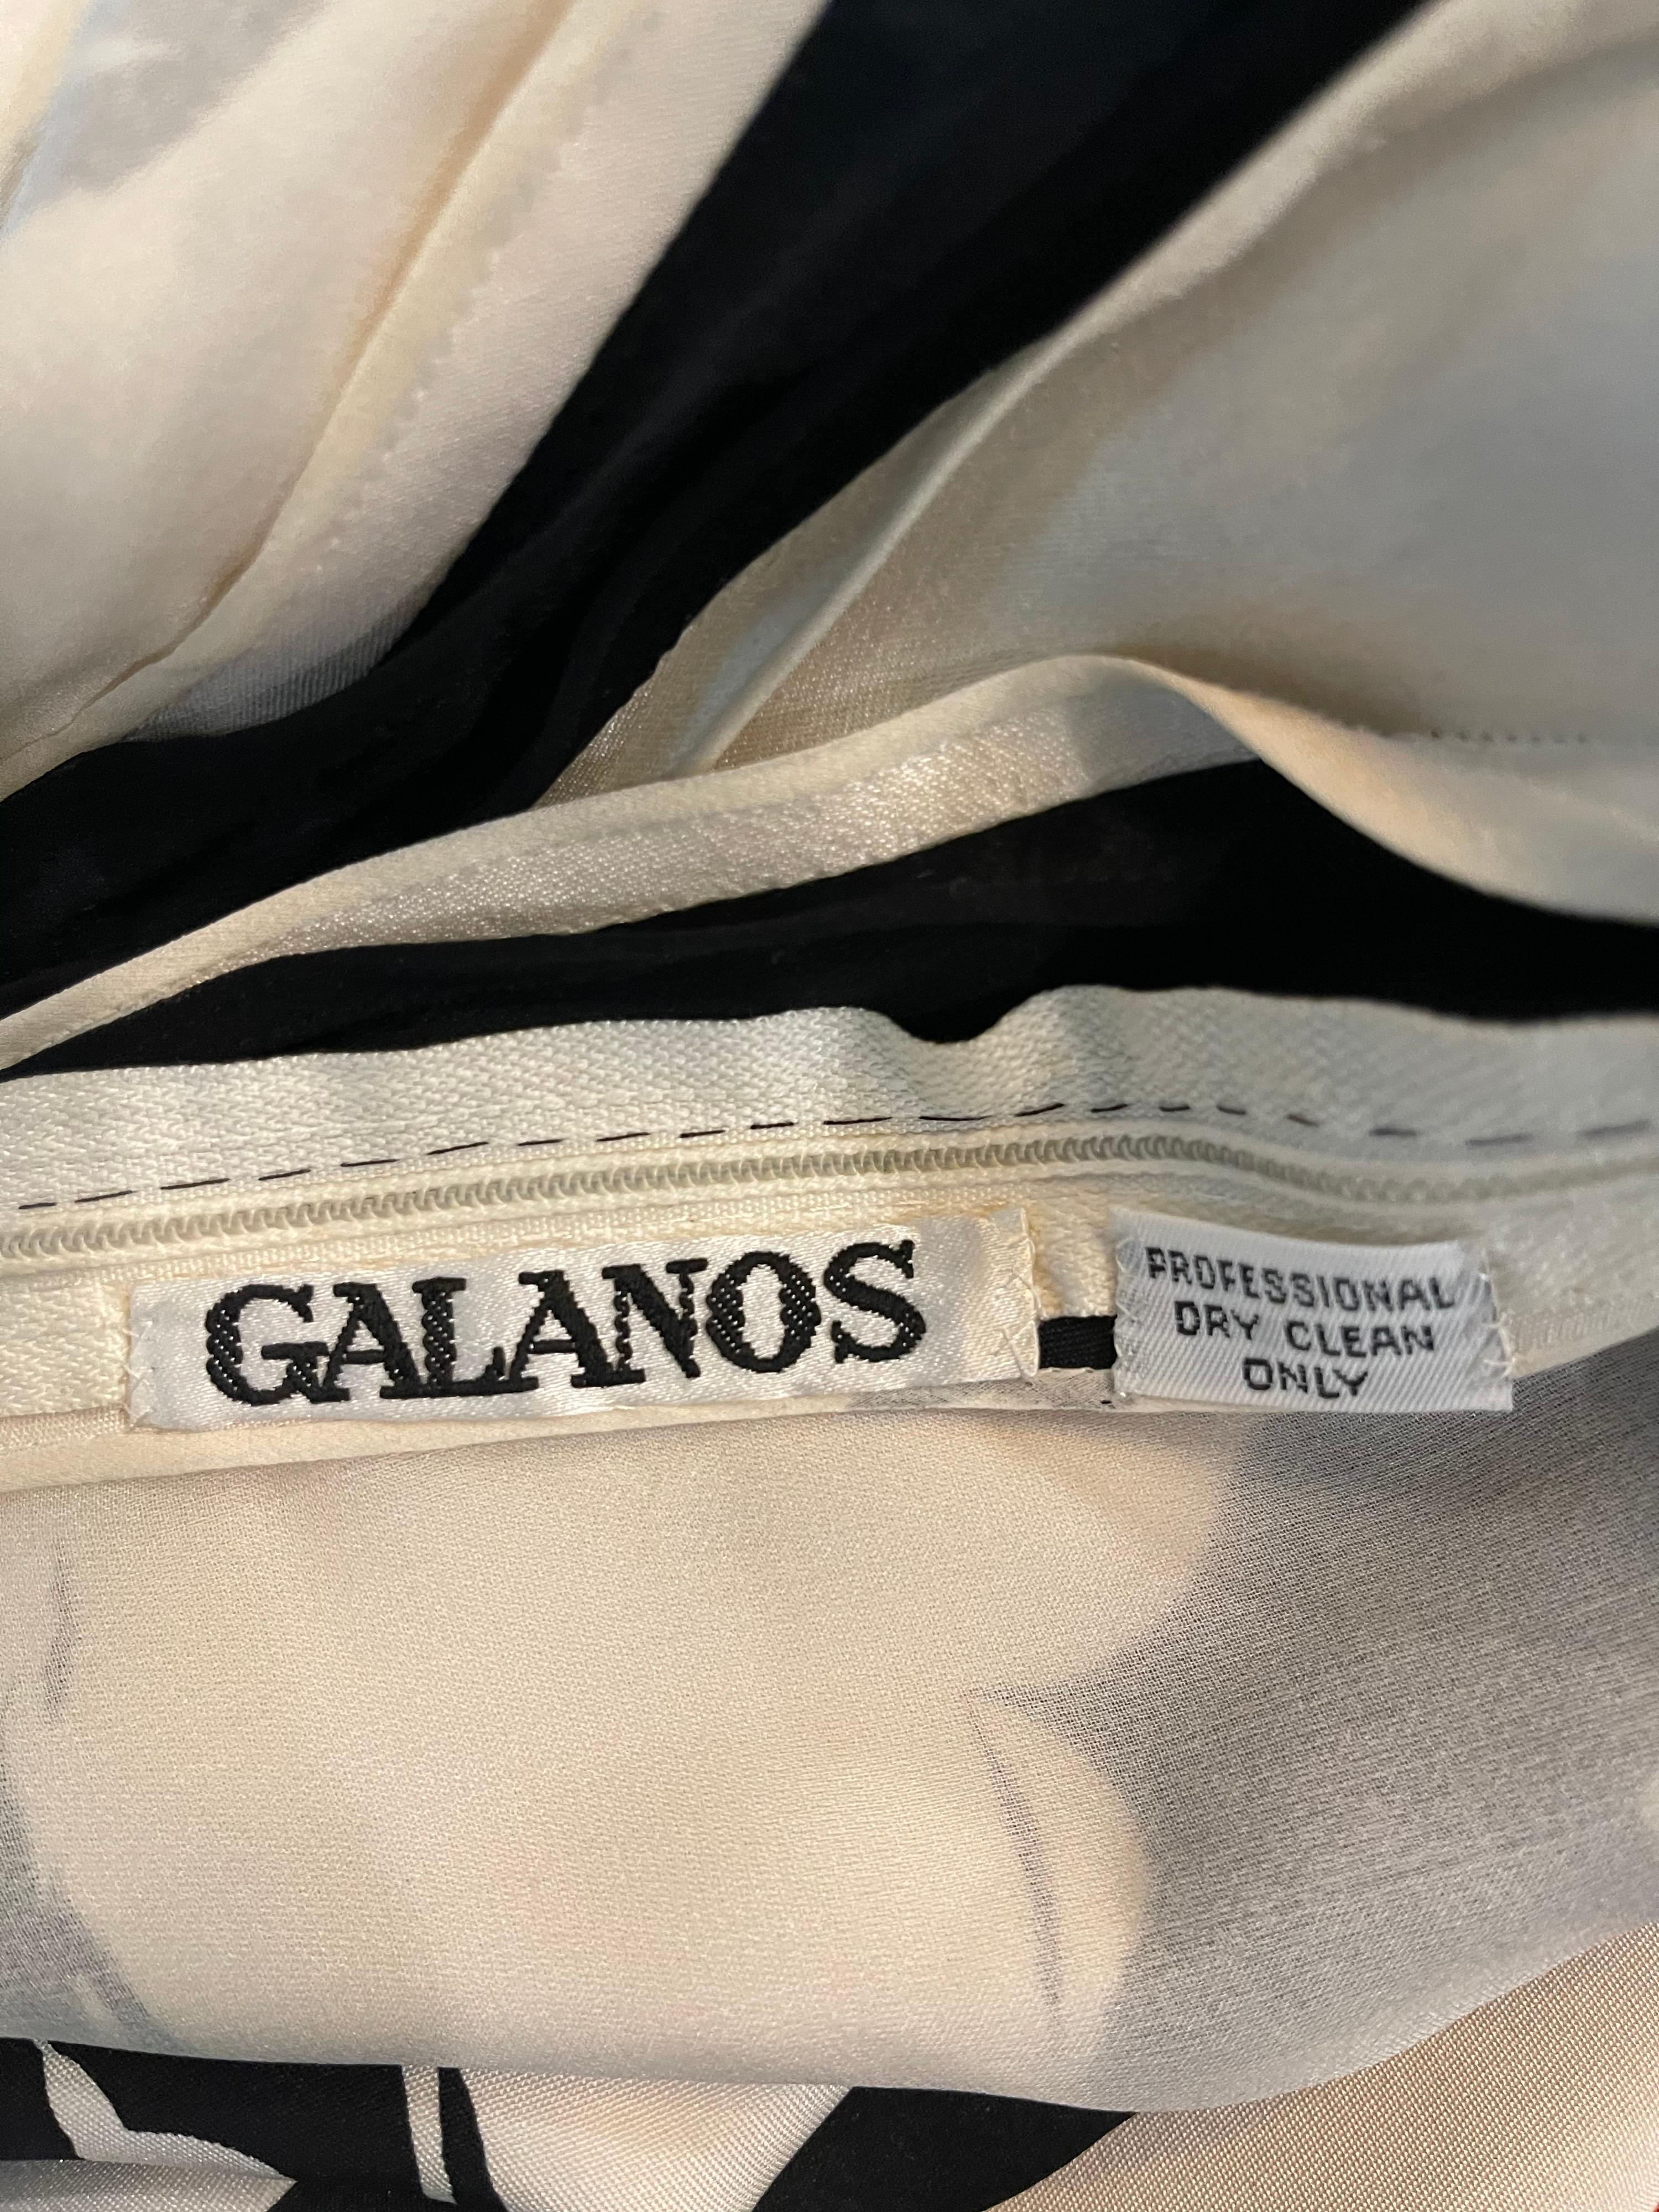 GALANOS
PROFESSIONAL
DRY CLEAN
ONLY